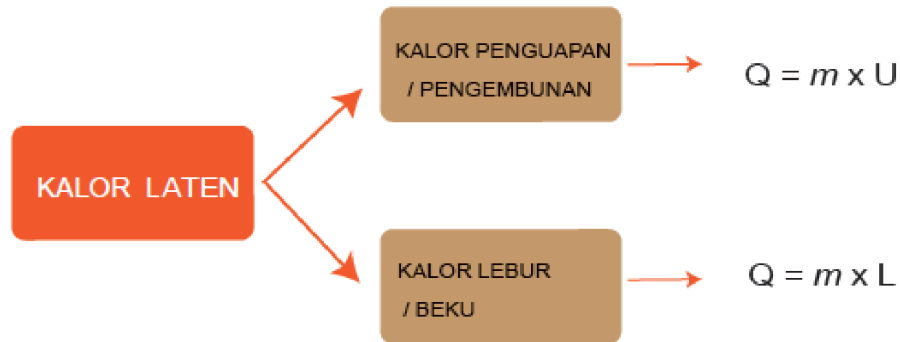 KALOR LATEN
KALOR PENGUAPAN
/ PENGEMBUNAN
Q = m x U
KALOR LEBUR
/ BEKU
Q = m x L